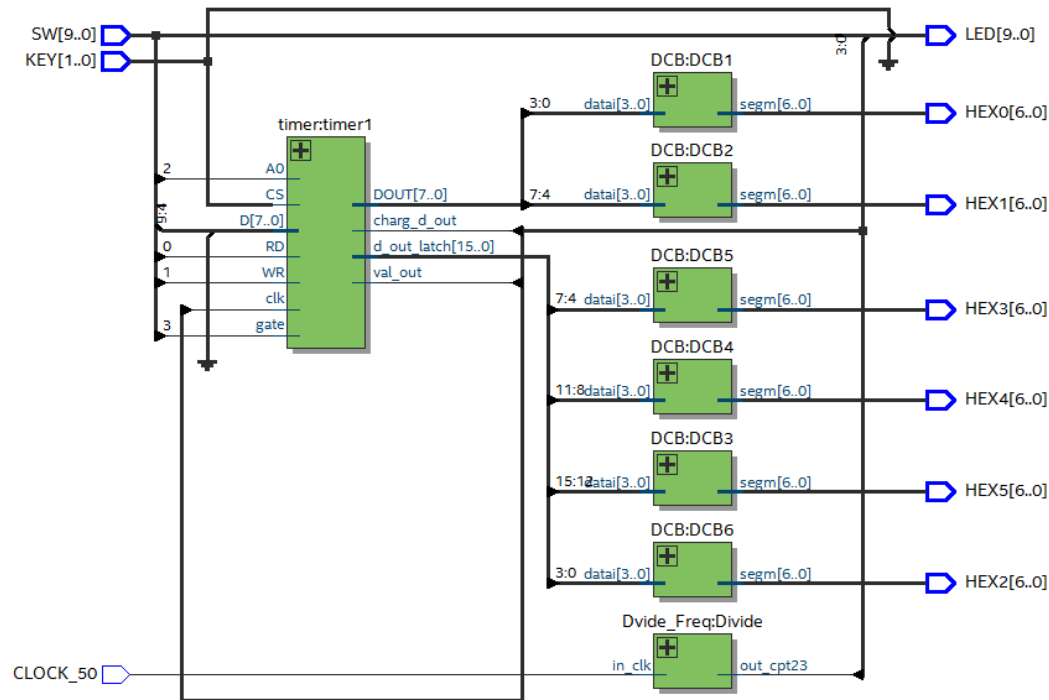 SW[9..0]
KEY[1..0]
3:0
LED[9..0]
DCB:DCB1
3:0
datai[3..0]
segm[6..0]
HEX0[6..0]
timer:timer1
A0
CS
D[7..0]
RD
WR
clk
gate
2
9:4
0
1
3
DOUT[7..0]
charg_d_out
d_out_latch[15..0]
val_out
DCB:DCB2
7:4
datai[3..0]
segm[6..0]
HEX1[6..0]
DCB:DCB5
7:4
datai[3..0]
segm[6..0]
HEX3[6..0]
DCB:DCB4
11:8
datai[3..0]
segm[6..0]
HEX4[6..0]
DCB:DCB3
15:12
datai[3..0]
segm[6..0]
HEX5[6..0]
DCB:DCB6
3:0
datai[3..0]
segm[6..0]
HEX2[6..0]
Dvide_Freq:Divide
CLOCK_50
in_clk
out_cpt23